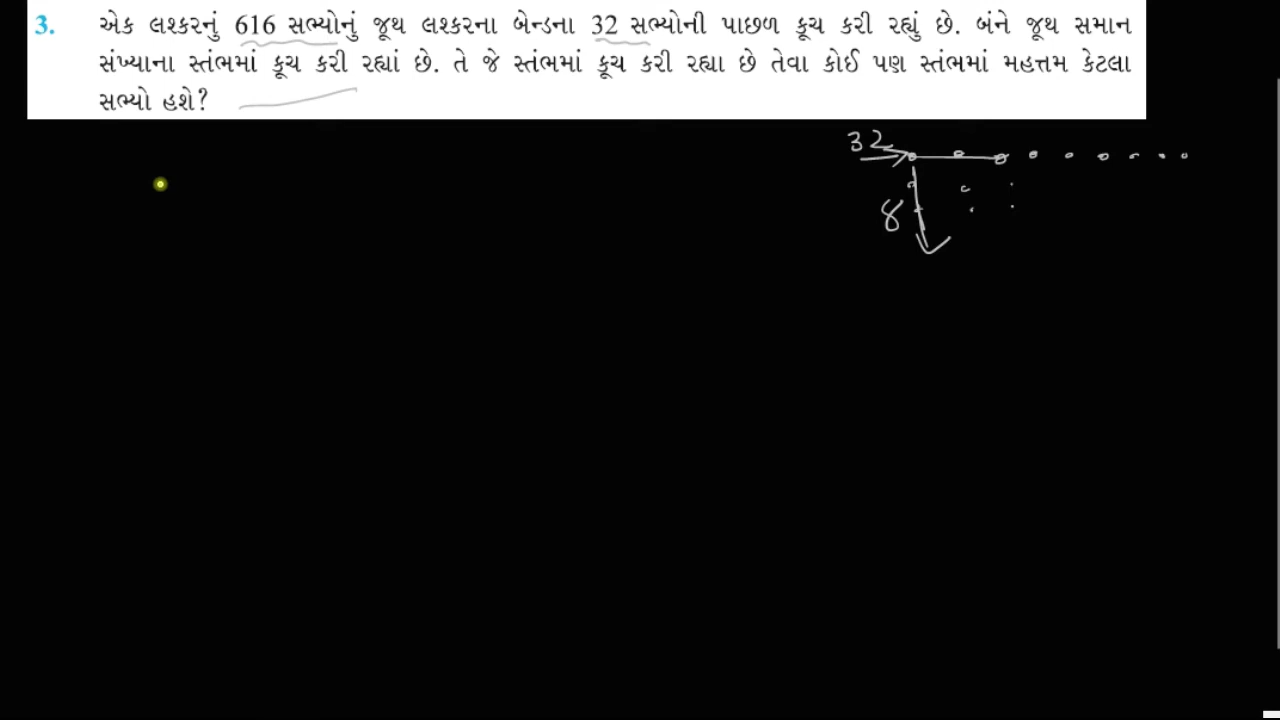 3. એક લશ્કરનું 616 સભ્યોનું જૂથ લશ્કરના બેન્ડના 32 સભ્યોની પાછળ કૂચ કરી રહ્યું છે. બંને જૂથ સમાન
સંખ્યાના સ્તંભમાં કૂચ કરી રહ્યાં છે. તે જે સ્તંભમાં કૂચ કરી રહ્યા છે તેવા કોઈ પણ સ્તંભમાં મહત્તમ કેટલા
સભ્યો હશે?
32
8